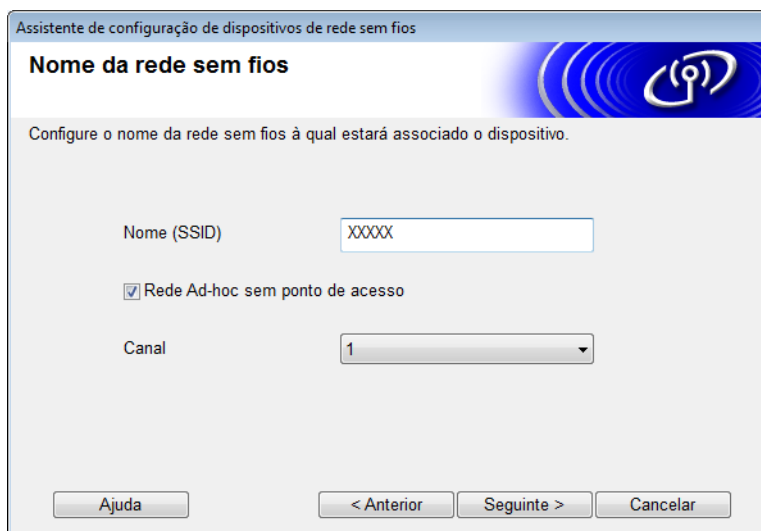 Assistente de configuração de dispositivos de rede sem fios
Nome da rede sem fios
Configure o nome da rede sem fios à qual estará associado o dispositivo.
Nome (SSID)
XXXXX
Rede Ad-hoc sem ponto de acesso
Canal
1
Ajuda
< Anterior
Seguinte >
Cancelar